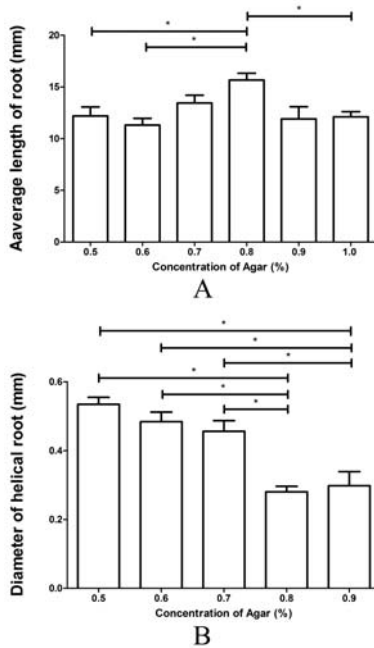 *
*
*
Aaverage length of root (mm)
20
15
10
5
0
0.5 0.6 0.7 0.8 0.9 1.0
Concentration of Agar (%)
A
*
*
*
*
*
*
Diameter of helical root (mm)
0.6
0.4
0.2
0.0
0.5 0.6 0.7 0.8 0.9
Concentration of Agar (%)
B